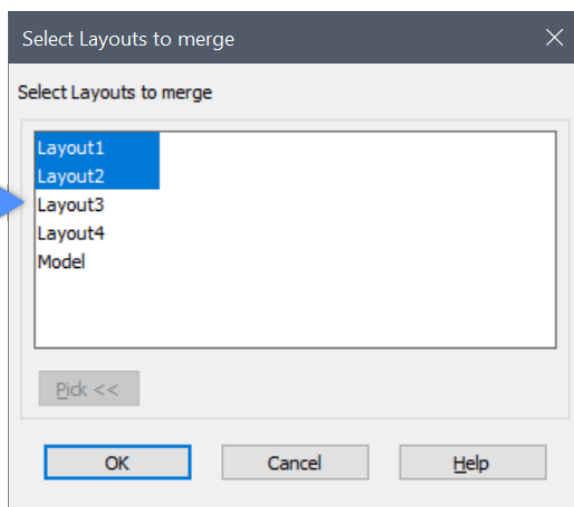 Select Layouts to merge
Select Layouts to merge
Layout1
Layout2
Layout3
Layout4
Model
Pick <<
OK Cancel Help